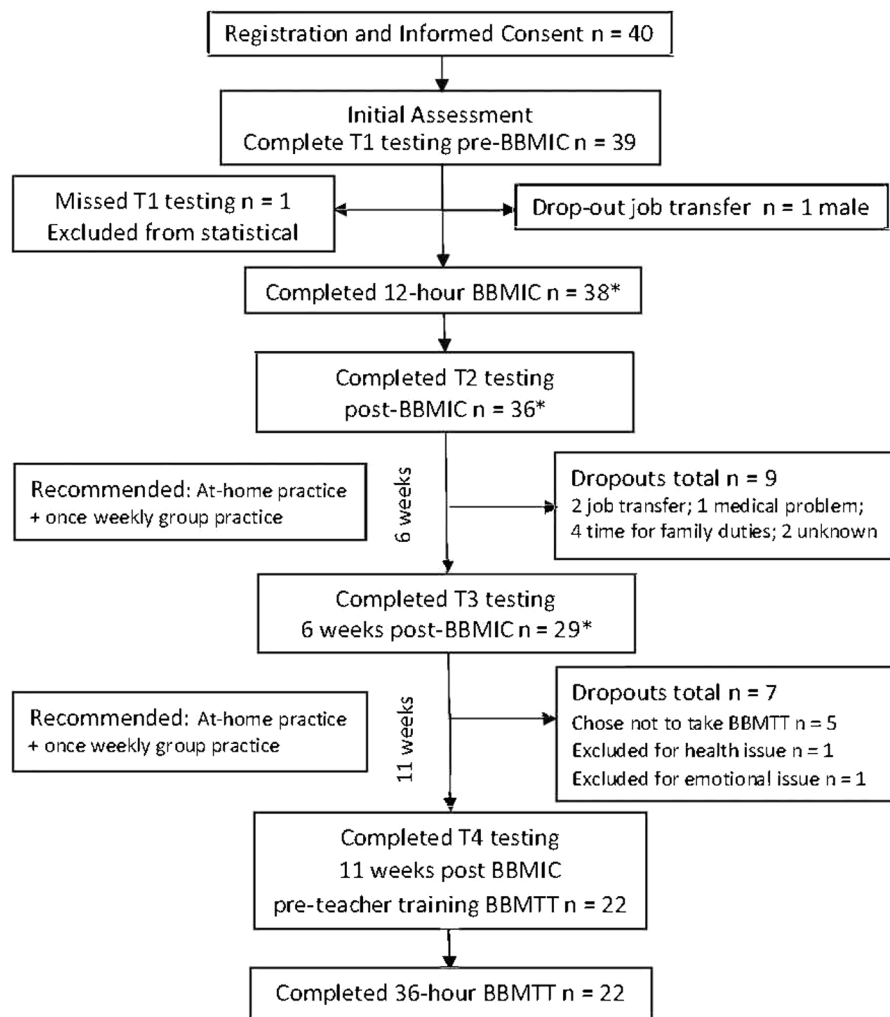 Registration and Informed Consent n = 40
Initial Assessment
Complete T1 testing pre-BBMIC n = 39
Missed T1 testing n = 1
Excluded from statistical
Drop-out job transfer n = 1 male
Completed 12-hour BBMIC n = 38*
Completed T2 testing
post-BBMIC n = 36*
6 weeks
Recommended: At-home practice
+ once weekly group practice
Dropouts total n = 9
2 job transfer; 1 medical problem;
4 time for family duties; 2 unknown
Completed T3 testing
6 weeks post-BBMIC n = 29*
11 weeks
Recommended: At-home practice
+ once weekly group practice
Dropouts total n = 7
Chose not to take BBMTT n = 5
Excluded for health issue n = 1
Excluded for emotional issue n = 1
Completed T4 testing
11 weeks post BBMIC
pre-teacher training BBMTT n = 22
Completed 36-hour BBMTT n = 22